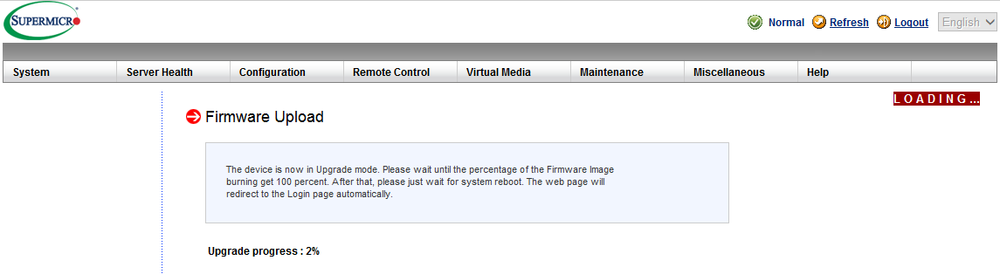 SUPERMICRO
Normal Refresh Logout English
System Server Health Configuration Remote Control Virtual Media Maintenance Miscellaneous Help
LOADING...
Firmware Upload
The device is now in Upgrade mode. Please wait until the percentage of the Firmware Image
burning get 100 percent. After that, please just wait for system reboot. The web page will
redirect to the Login page automatically.
Upgrade progress : 2%